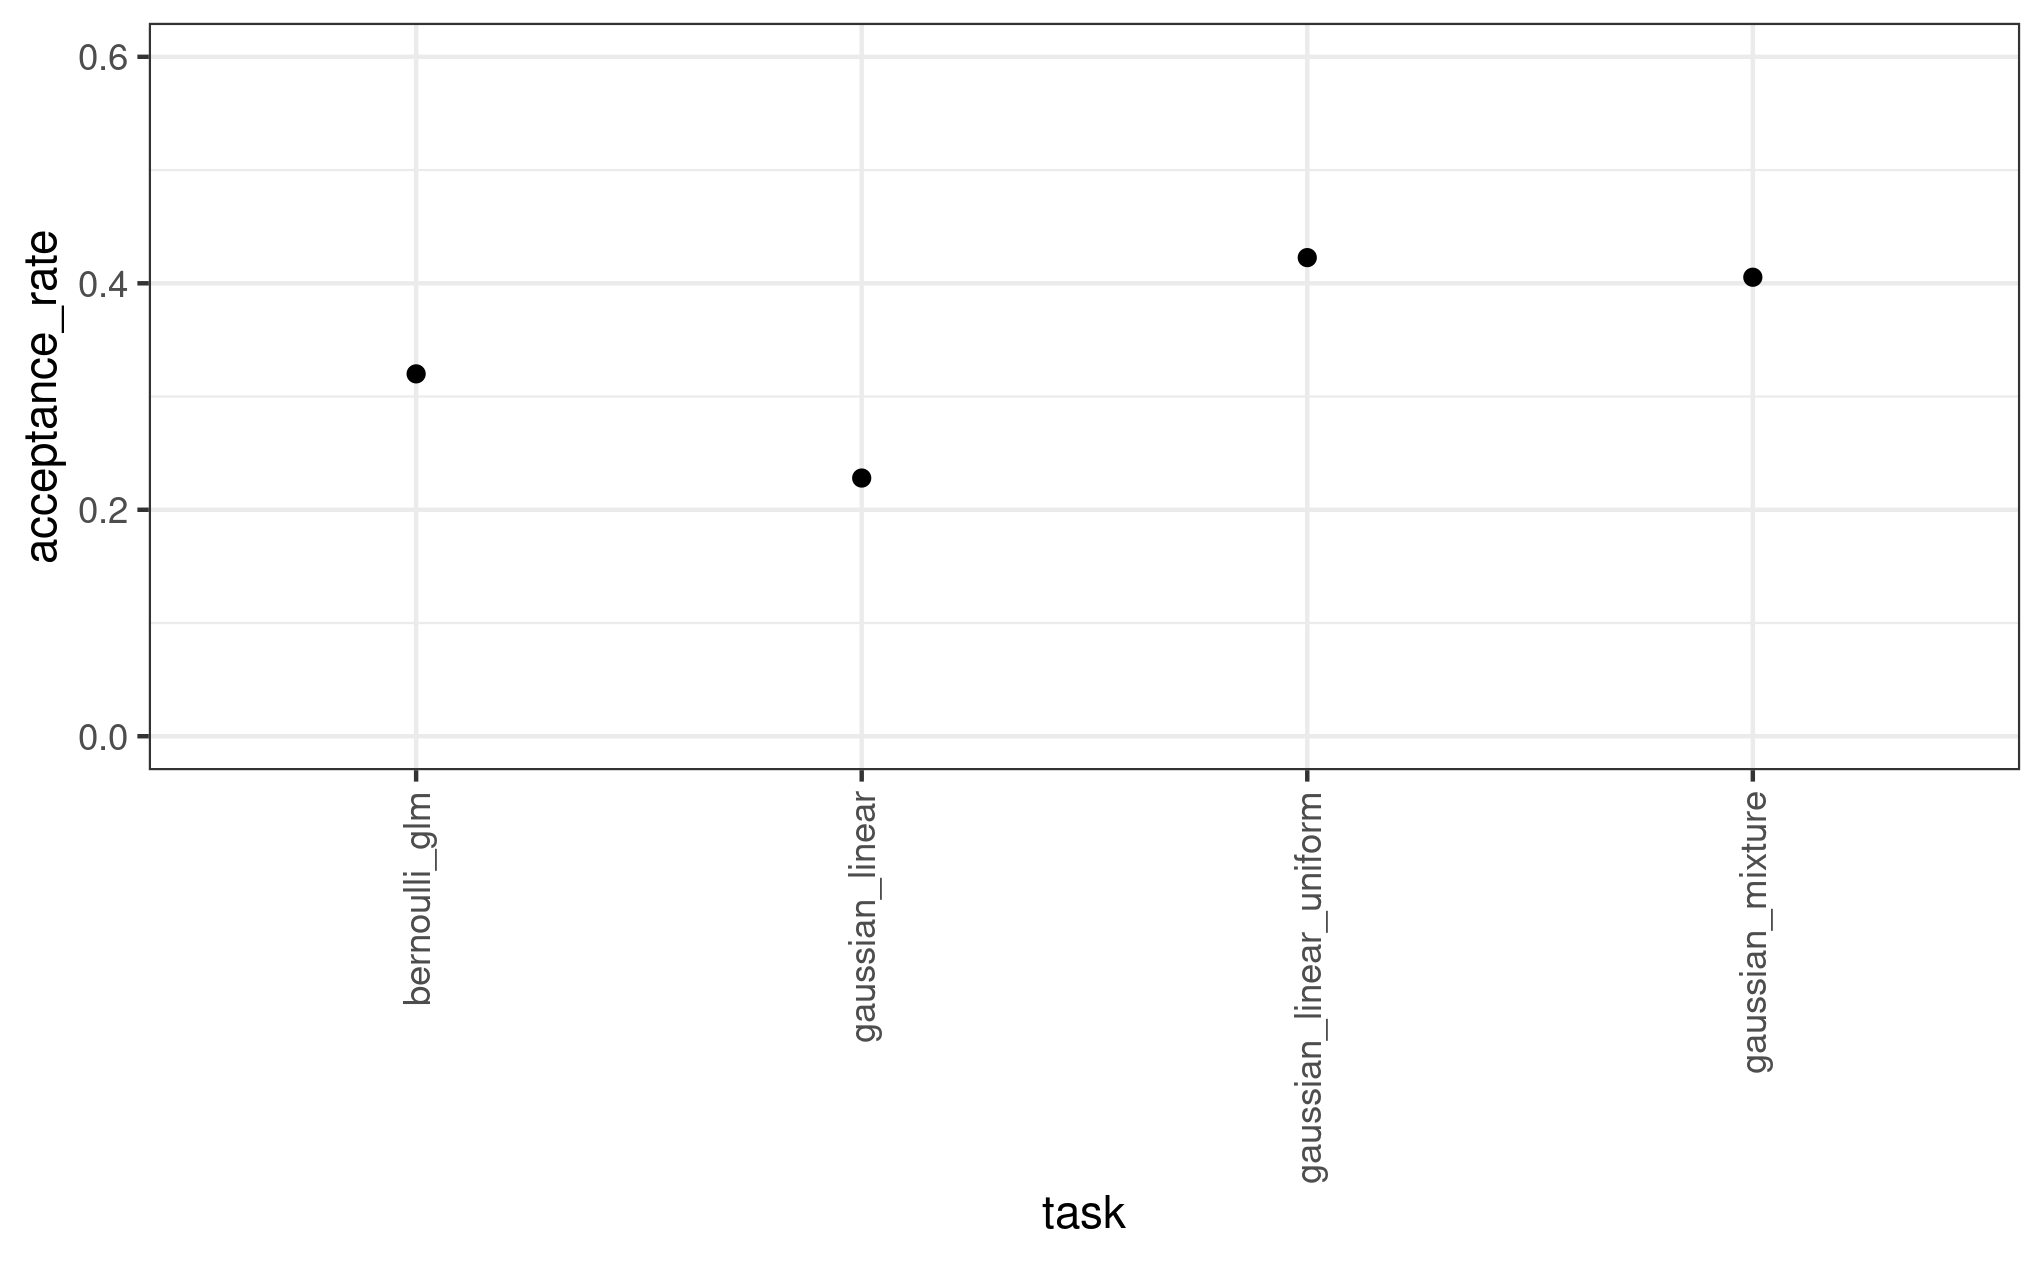 acceptance_rate
0.6
0.4
0.2
0.0
bernoulli_glm
gaussian_linear
gaussian_linear_uniform
gaussian_mixture
task